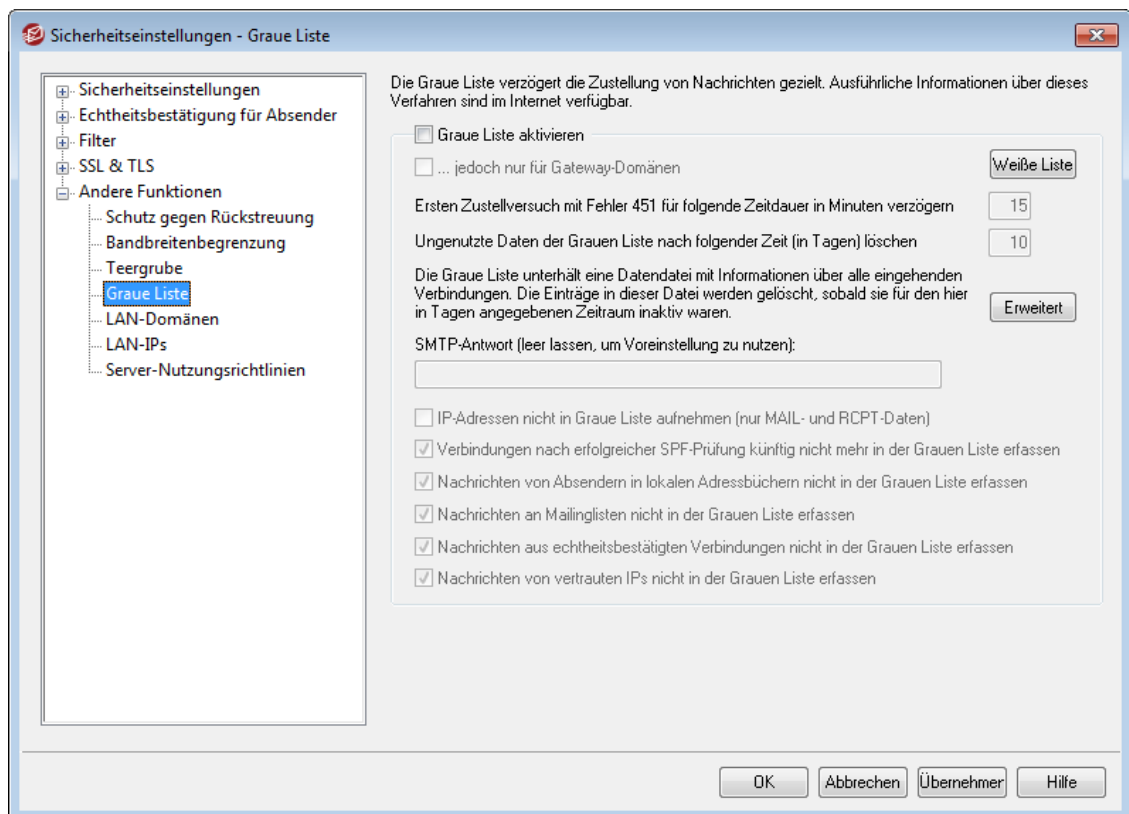 Sicherheitseinstellungen - Graue Liste
Sicherheitseinstellungen
Echtheitsbestätigung für Absender
Filter
SSL & TLS
Andere Funktionen
Schutz gegen Rückstreuung
Bandbreitenbegrenzung
Teergrube
Graue Liste
LAN-Domänen
LAN-IPs
Server-Nutzungsrichtlinien
Die Graue Liste verzögert die Zustellung von Nachrichten gezielt. Ausführliche Informationen über dieses
Verfahren sind im Internet verfügbar.
Graue Liste aktivieren
... jedoch nur für Gateway-Domänen
Weiße Liste
Ersten Zustellversuch mit Fehler 451 für folgende Zeitdauer in Minuten verzögern
15
Ungenutzte Daten der Grauen Liste nach folgender Zeit (in Tagen) löschen
10
Die Graue Liste unterhält eine Datendatei mit Informationen über alle eingehenden
Verbindungen. Die Einträge in dieser Datei werden gelöscht, sobald sie für den hier
in Tagen angegebenen Zeitraum inaktiv waren.
Erweitert
SMTP-Antwort (leer lassen, um Voreinstellung zu nutzen):
IP-Adressen nicht in Graue Liste aufnehmen (nur MAIL- und RCPT-Daten)
Verbindungen nach erfolgreicher SPF-Prüfung künftig nicht mehr in der Grauen Liste erfassen
Nachrichten von Absendern in lokalen Adressbüchern nicht in der Grauen Liste erfassen
Nachrichten an Mailinglisten nicht in der Grauen Liste erfassen
Nachrichten aus echtheitsbestätigten Verbindungen nicht in der Grauen Liste erfassen
Nachrichten von vertrauten IPs nicht in der Grauen Liste erfassen
OK
Abbrechen
Übernehmer
Hilfe